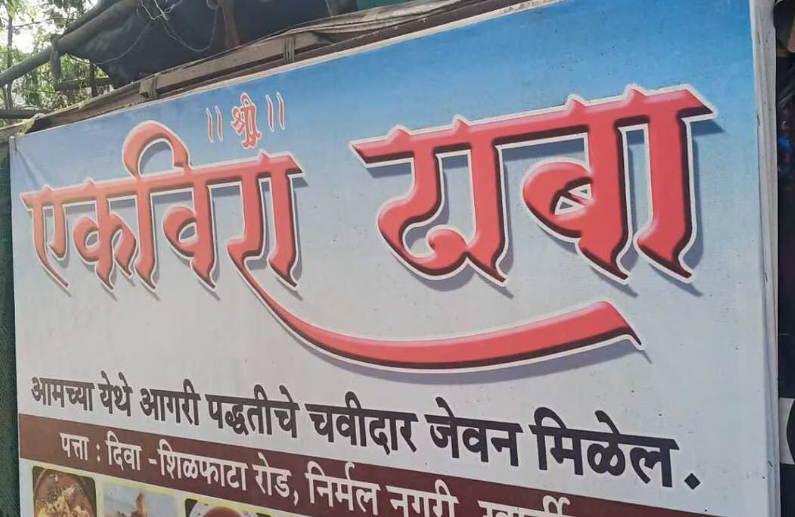 ॥ श्री ॥
एकविरा ढाबा
आमच्या येथे आगरी पद्धतीचे चवीदार जेवन मिळेल.
पत्ता : दिवा -शिळफाटा रोड, निर्मल नगरी